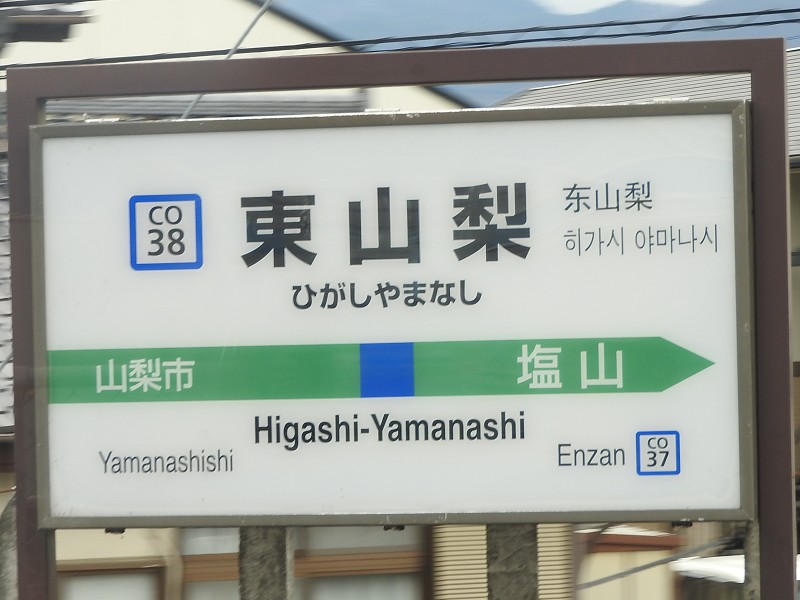 CO
38
東山梨
东山梨
히가시 야마나시
ひがしやまなし
山梨市
塩山
Higashi-Yamanashi
Yamanashishi
Enzan
CO
37